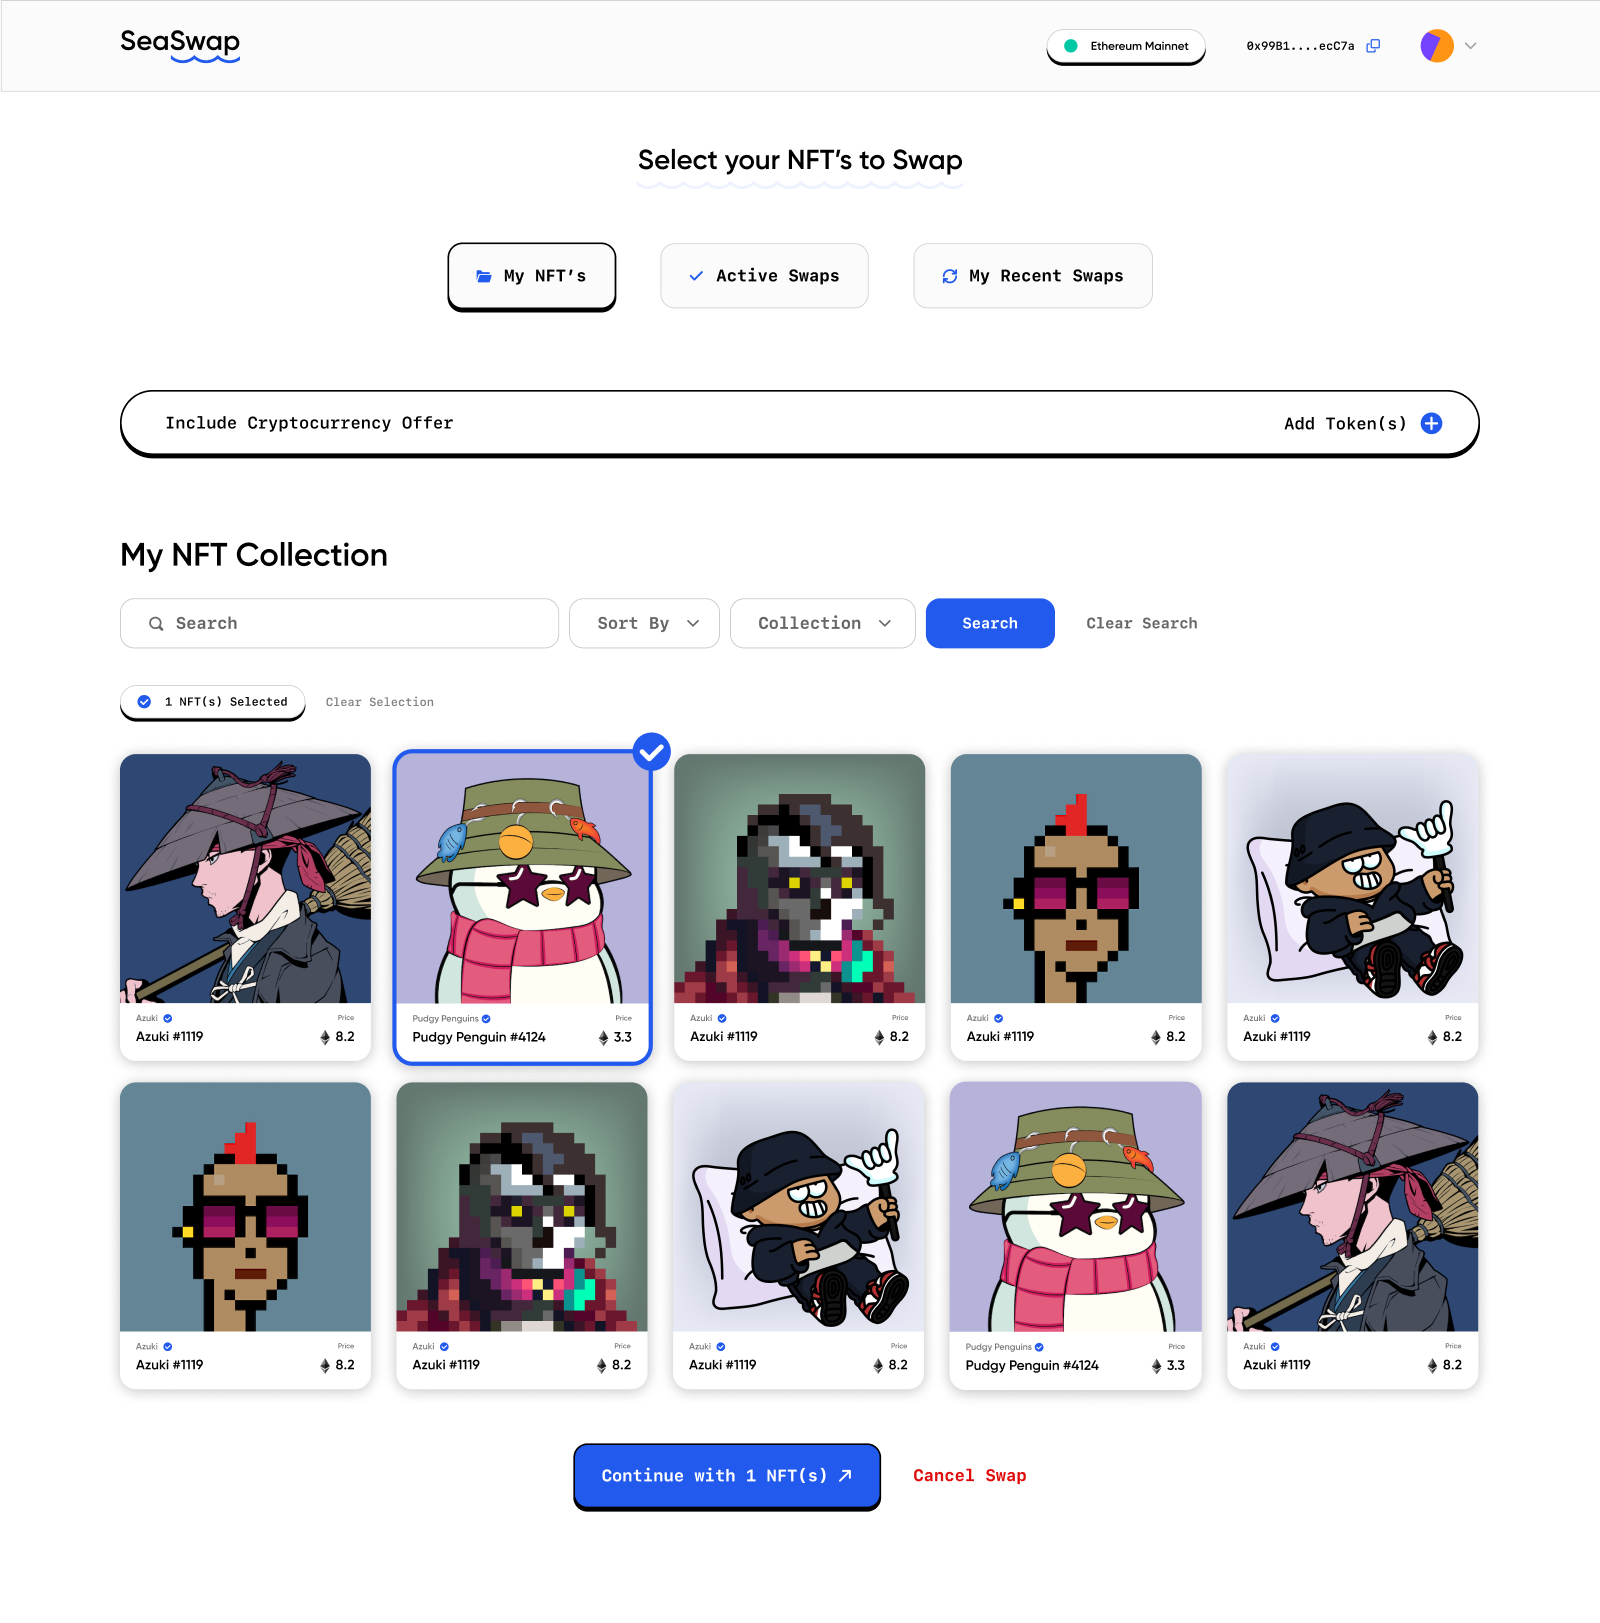 SeaSwap
Ethereum Mainnet
0x99B1....ecC7a
Select your NFT’s to Swap
My NFT’s
Active Swaps
My Recent Swaps
Include Cryptocurrency Offer
Add Token(s)
My NFT Collection
Search
Sort By
Collection
Search
Clear Search
1 NFT(s) Selected
Clear Selection
Azuki
Price
Azuki #1119
8.2
Pudgy Penguins
Price
Pudgy Penguin #4124
3.3
Azuki
Price
Azuki #1119
8.2
Azuki
Price
Azuki #1119
8.2
Azuki
Price
Azuki #1119
8.2
Azuki
Price
Azuki #1119
8.2
Azuki
Price
Azuki #1119
8.2
Azuki
Price
Azuki #1119
8.2
Pudgy Penguins
Price
Pudgy Penguin #4124
3.3
Azuki
Price
Azuki #1119
8.2
Continue with 1 NFT(s)
Cancel Swap